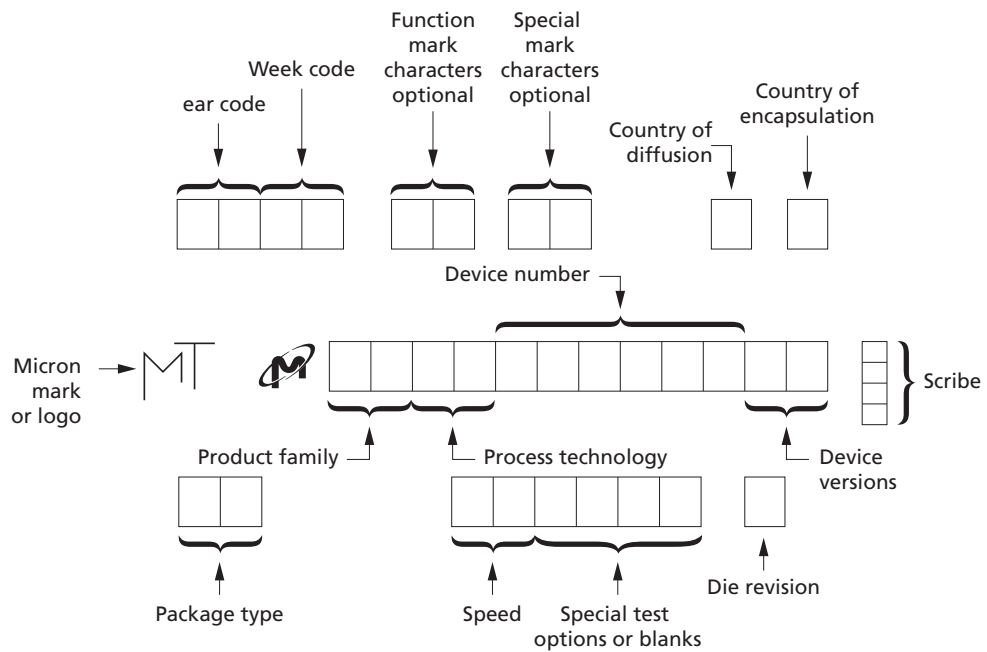 Function
mark
characters
optional
Special
mark
characters
optional
Week code
ear code
Country of
diffusion
Country of
encapsulation
Device number
Micron
mark
or logo
MT
M
Scribe
Product family
Process technology
Device
versions
Package type
Speed
Special test
options or blanks
Die revision